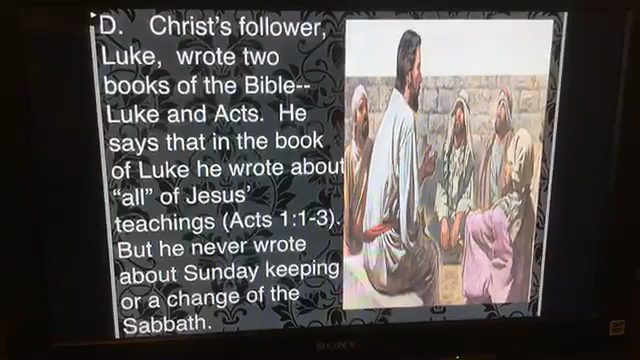 D. Christ's follower,
Luke, wrote two
books of the Bible--
Luke and Acts. He
says that in the book
of Luke he wrote about
“all” of Jesus'
teachings (Acts 1:1-3).
But he never wrote
about Sunday keeping
or a change of the
Sabbath.
SONY